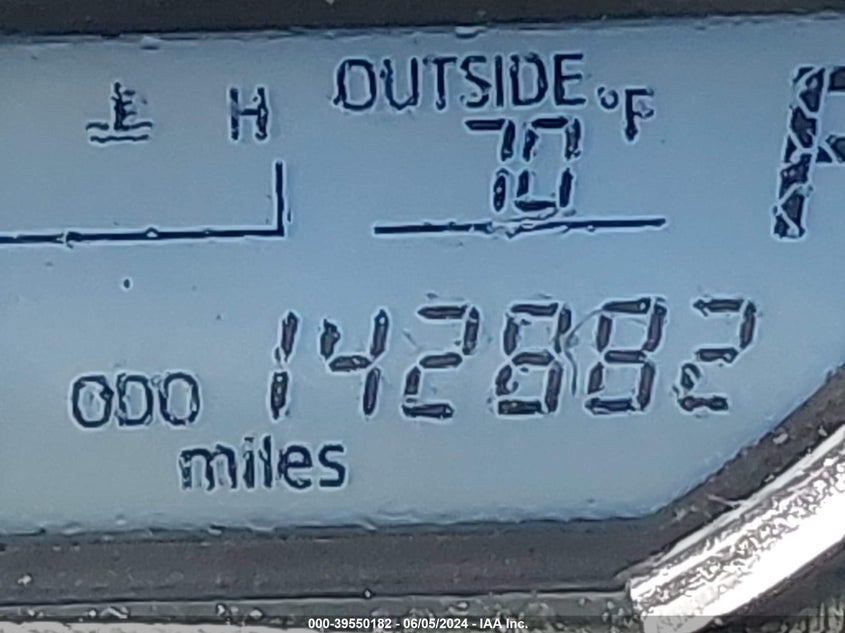 H OUTSIDE °F
70
P
ODO 142882
miles
000-39550182 - 06/05/2024 - IAA Inc.